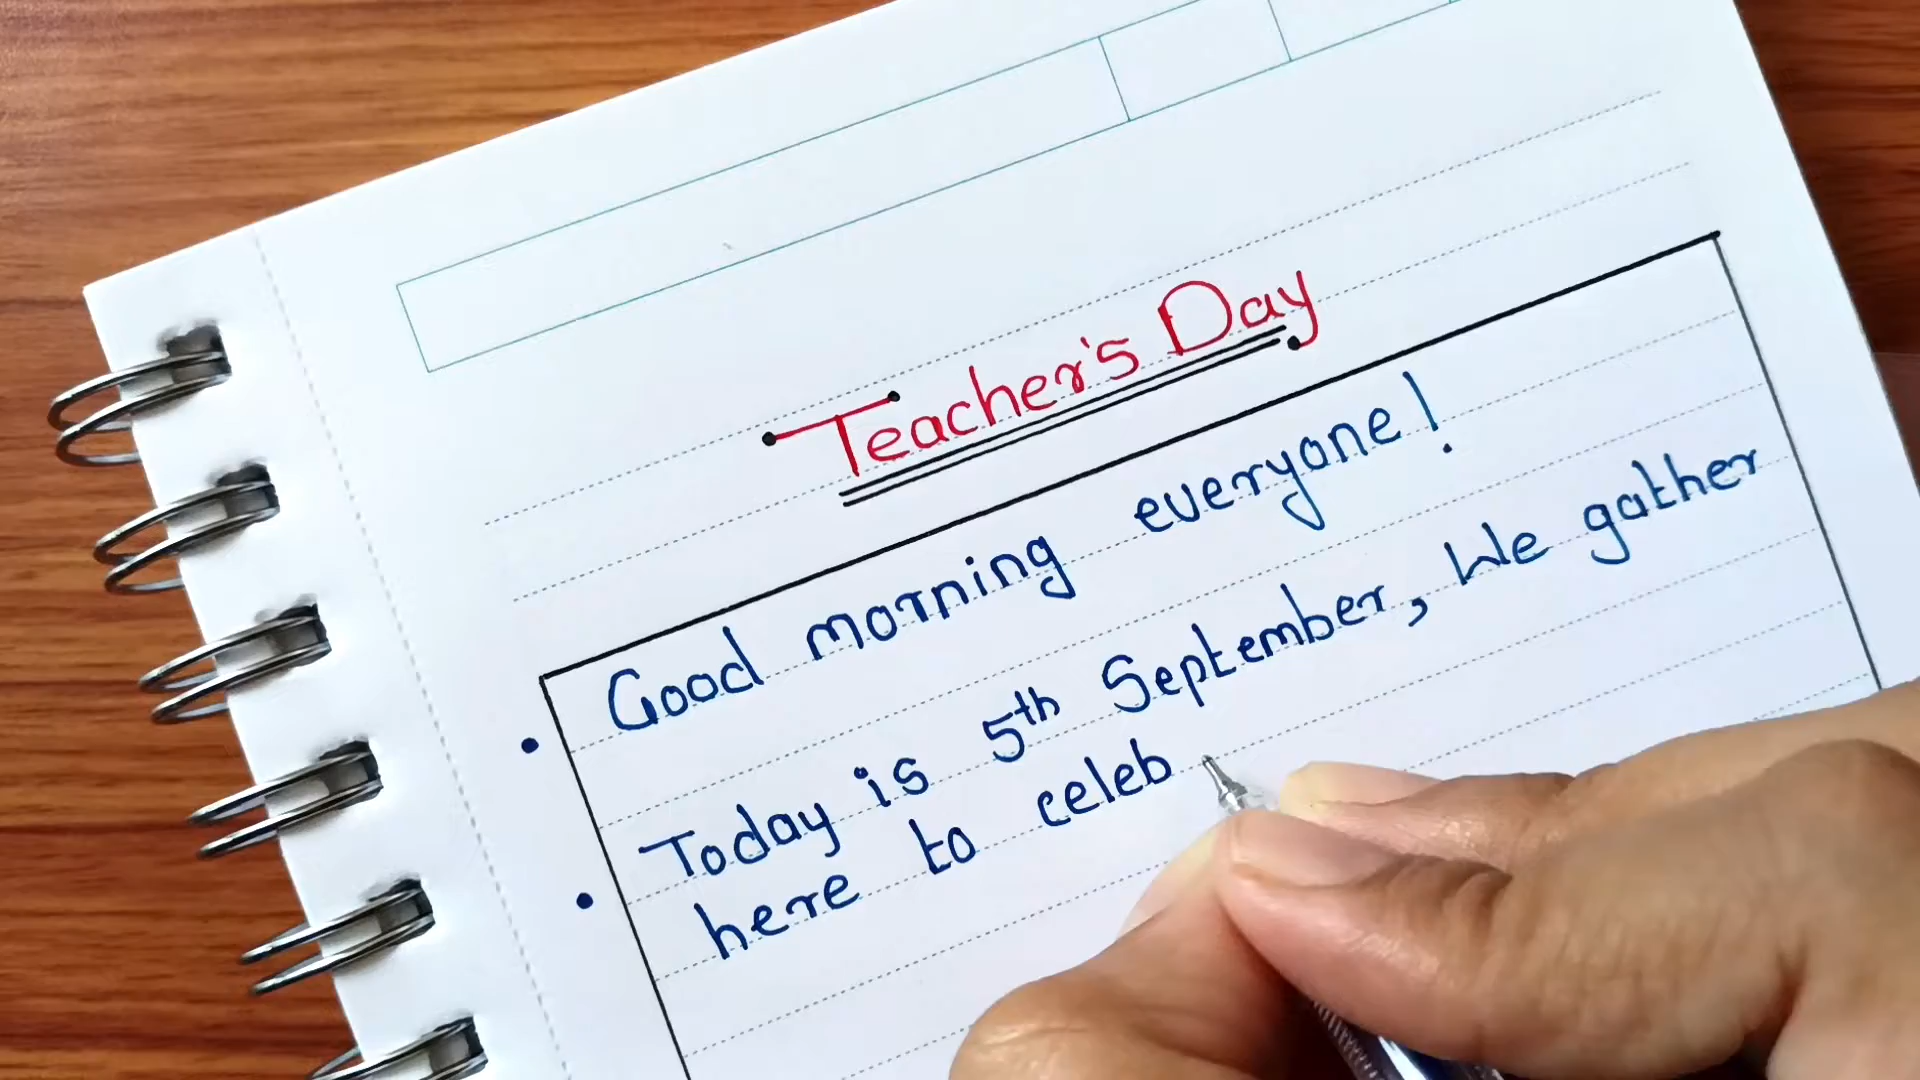 Teacher's Day
• Good morning everyone!
• Today is 5th September, We gather
here to celeb